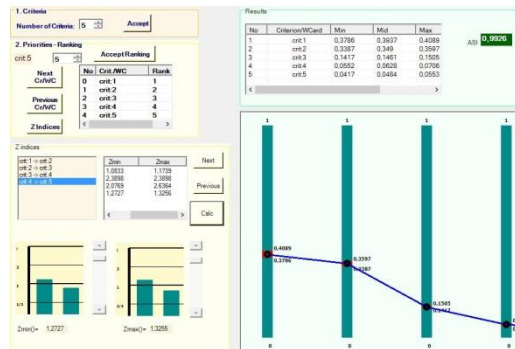 1. Criteria
Number of Criteria: 5 Accept
2. Priorities - Ranking
crit:5 5 Accept Ranking
Next Cr/WC
Previous Cr/WC
Z Indices
No Crit/WC Rank
0 crit:1 1
1 crit:2 2
2 crit:3 3
3 crit:4 4
4 crit:5 5
Z indices
crit:1 -> crit:2
crit:2 -> crit:3
crit:3 -> crit:4
crit:4 -> crit:5
Zmin Zmax
1,0833 1,1739
2,3898 2,3898
2,0769 2,6364
1,2727 1,3256
Next
Previous
Calc
Zmin()= 1,2727
Zmax()= 1,3255
Results
No Criterion/WCard Min Mid Max
1 crit:1 0,3786 0,3937 0,4089
2 crit:2 0,3387 0,349 0,3597
3 crit:3 0,1417 0,1461 0,1505
4 crit:4 0,0552 0,0628 0,0706
5 crit:5 0,0417 0,0484 0,0553
ASI 0,9926
1 1 1 1
0,4089
0,3786
0,3597
0,3387
0,1505
0,1417
0 0 0 0